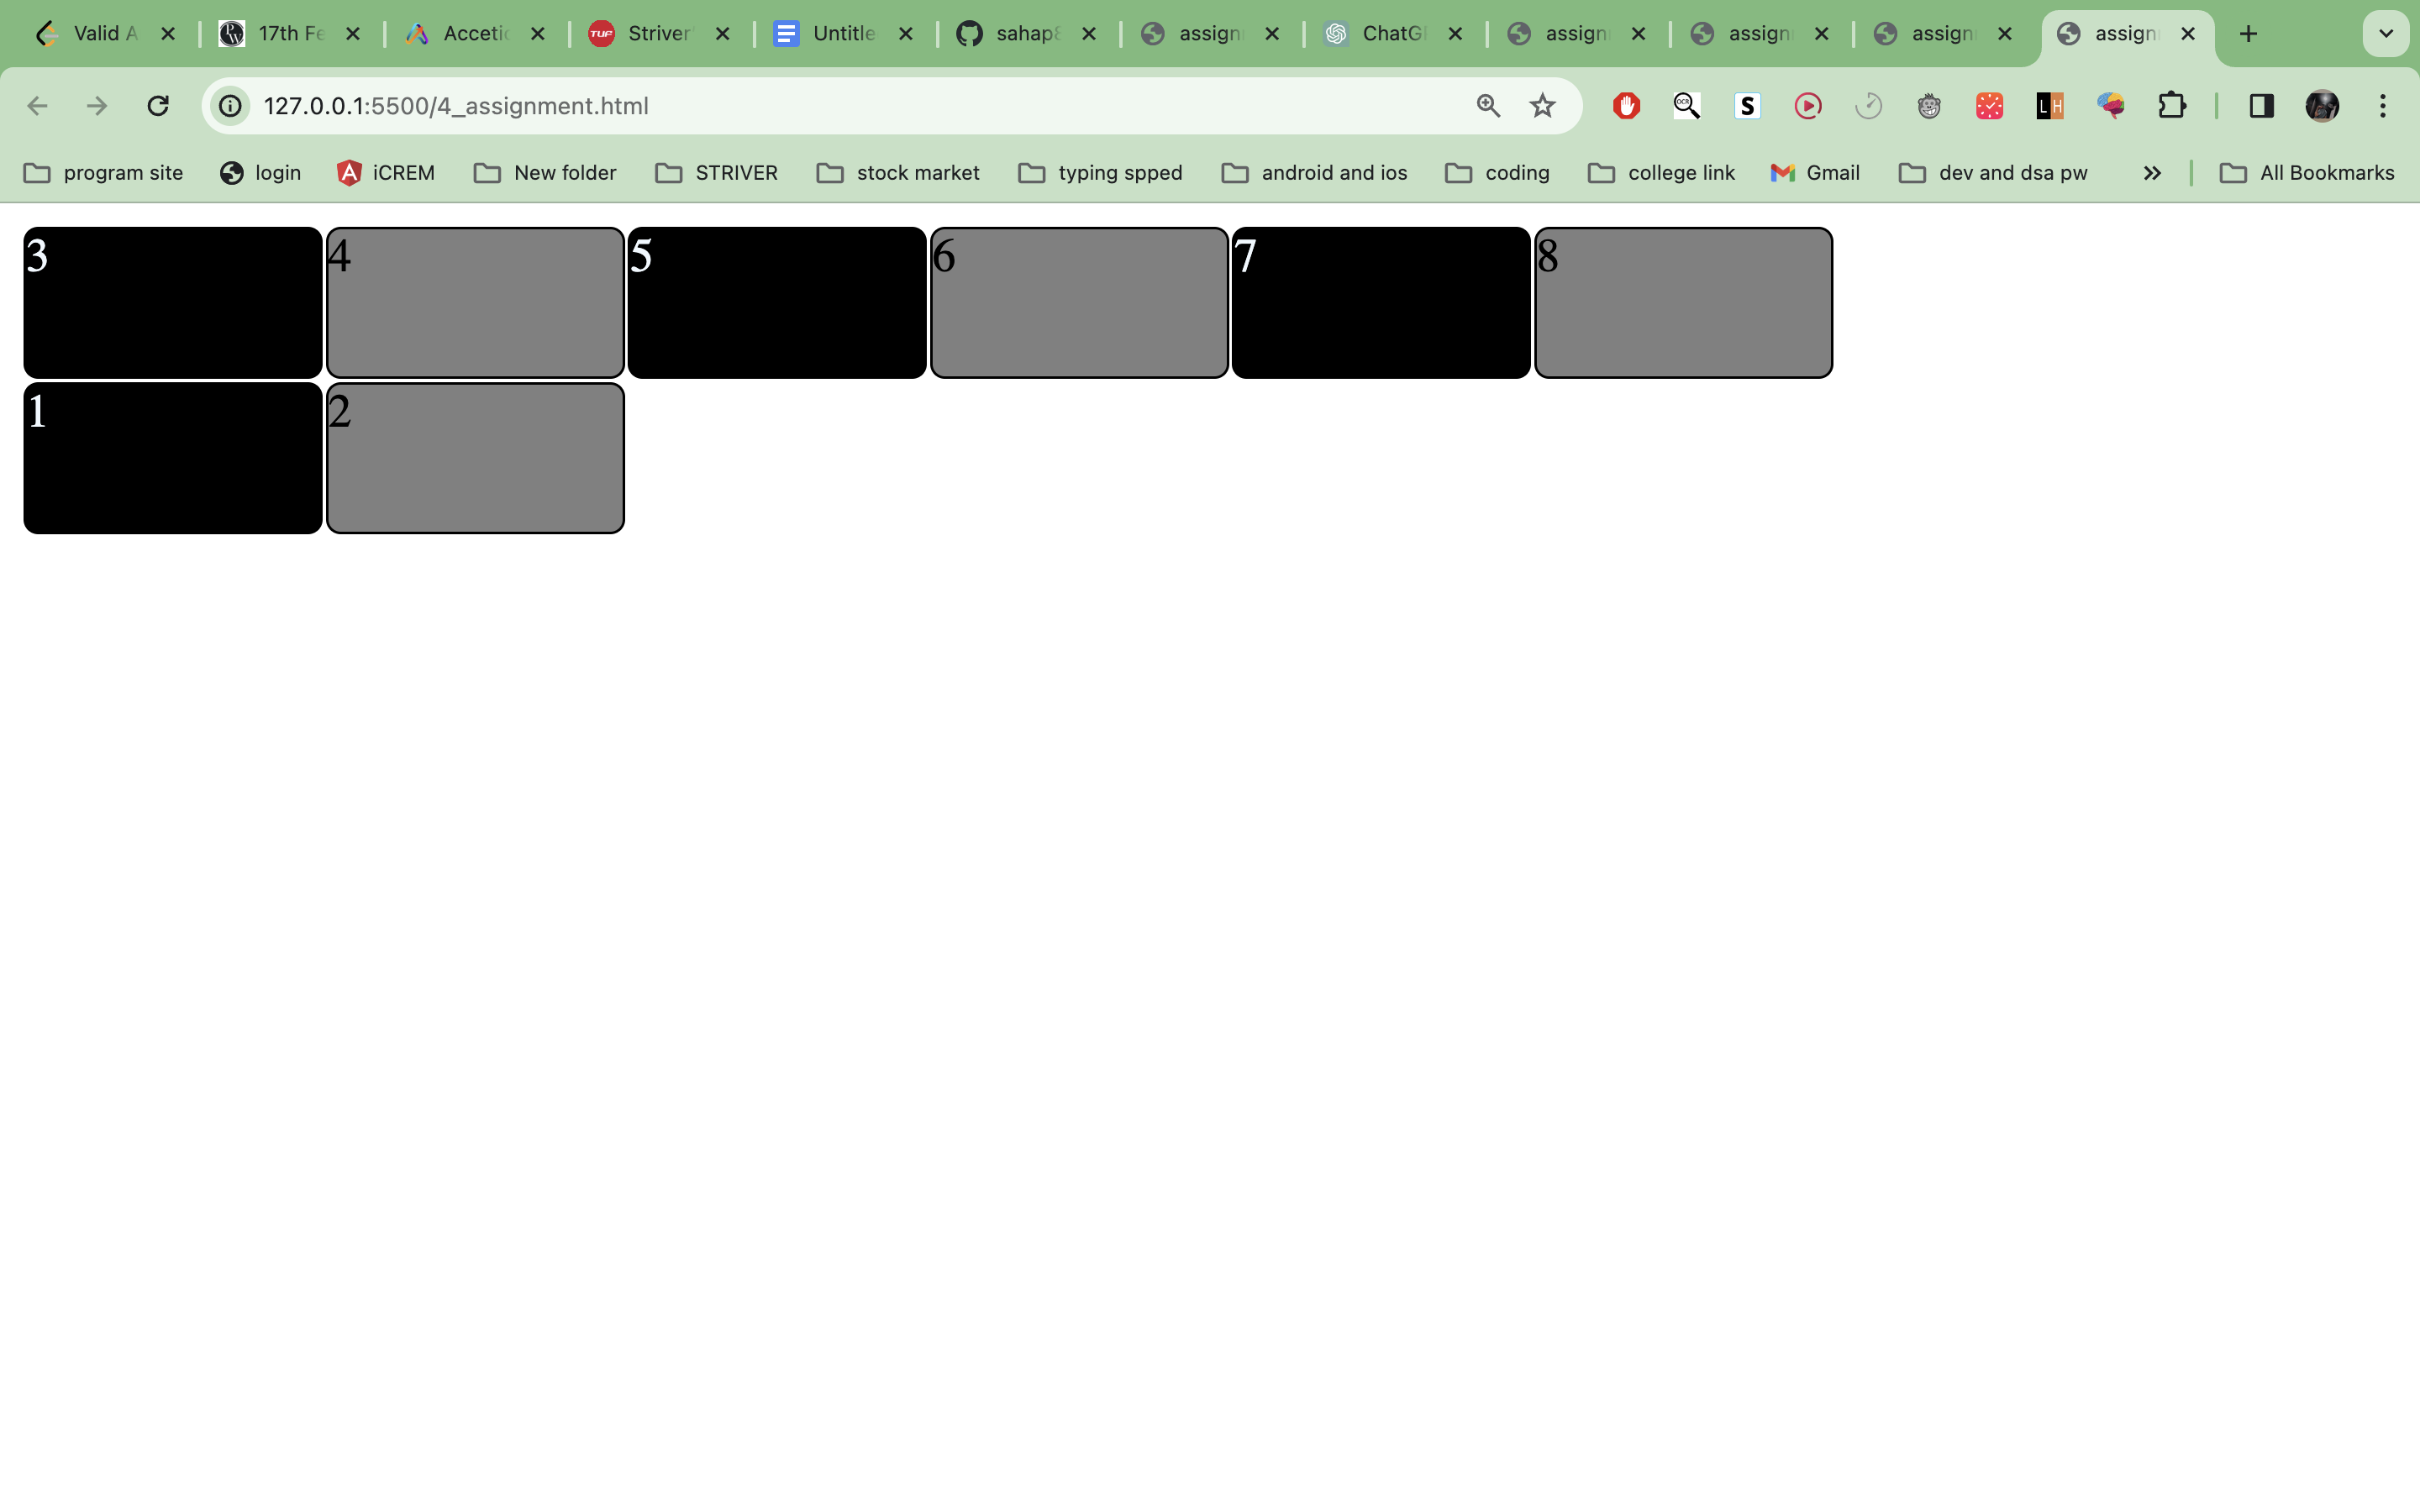 Valid A 17th Fe Accetio Striver' Untitle sahap8 assign ChatG assign assign assign assign
127.0.0.1:5500/4_assignment.html
program site login iCREM New folder STRIVER stock market typing spped android and ios coding college link Gmail dev and dsa pw All Bookmarks
3 4 5 6 7 8
1 2